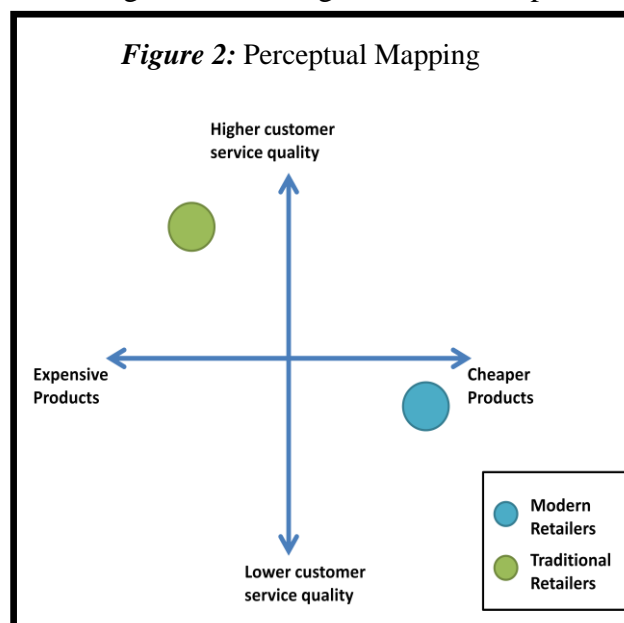 Figure 2: Perceptual Mapping
Higher customer
service quality
Expensive
Products
Cheaper
Products
Lower customer
service quality
Modern
Retailers
Traditional
Retailers